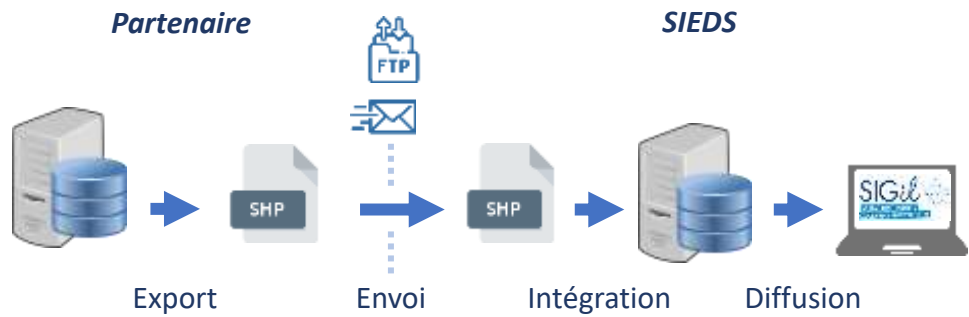 Partenaire
SIEDS
FTP
SHP
SHP
SIGil
Export
Envoi
Intégration
Diffusion